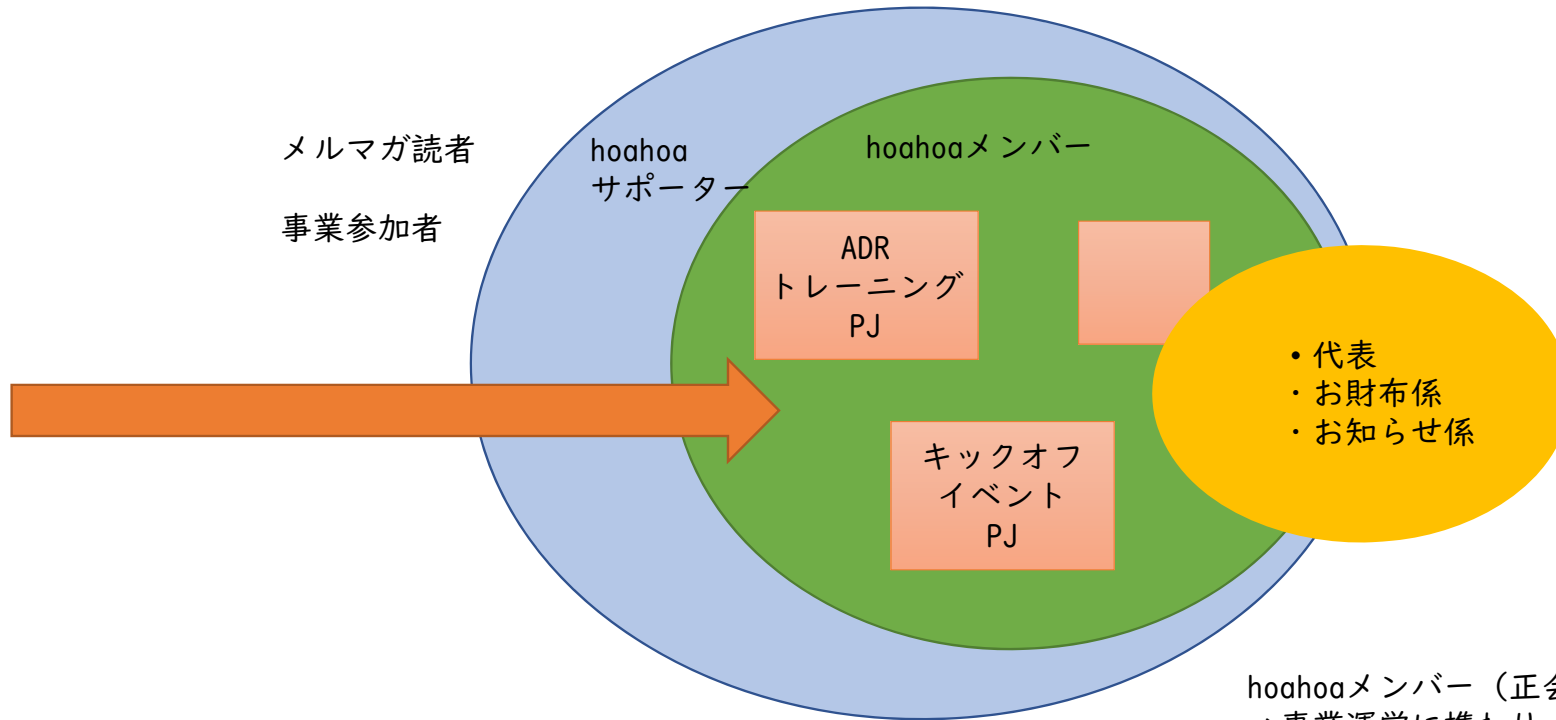 メルマガ読者
事業参加者
hoahoa
サポーター
hoahoaメンバー
ADR
トレーニング
PJ
キックオフ
イベント
PJ
・代表
・お財布係
・お知らせ係
hoahoaメンバー（正会